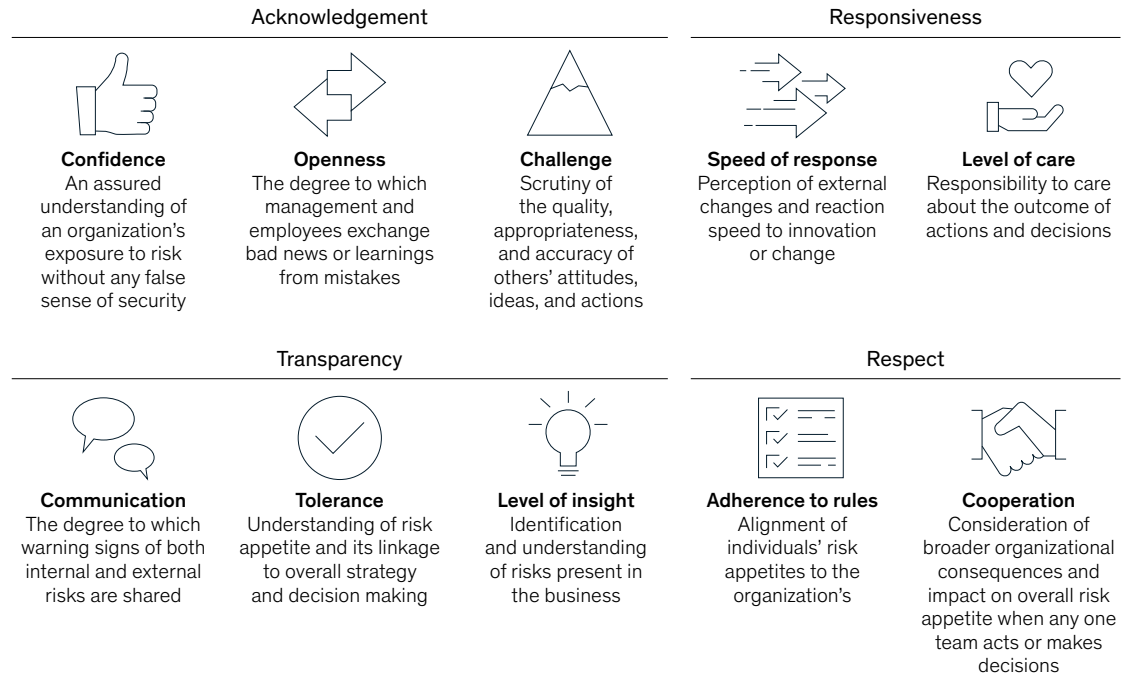 Acknowledgement
Confidence
An assured
understanding of
an organization’s
exposure to risk
without any false
sense of security
Openness
The degree to which
management and
employees exchange
bad news or learnings
from mistakes
Challenge
Scrutiny of
the quality,
appropriateness,
and accuracy of
others’ attitudes,
ideas, and actions
Responsiveness
Speed of response
Perception of external
changes and reaction
speed to innovation
or change
Level of care
Responsibility to care
about the outcome of
actions and decisions
Transparency
Communication
The degree to which
warning signs of both
internal and external
risks are shared
Tolerance
Understanding of risk
appetite and its linkage
to overall strategy
and decision making
Level of insight
Identification
and understanding
of risks present in
the business
Respect
Adherence to rules
Alignment of
individuals’ risk
appetites to the
organization’s
Cooperation
Consideration of
broader organizational
consequences and
impact on overall risk
appetite when any one
team acts or makes
decisions